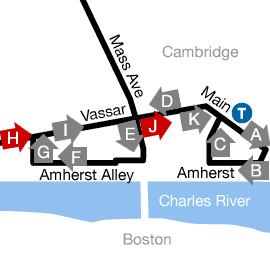 Mass Ave
Cambridge
D
Main
Vassar
K
T
H
I
E
J
A
G
F
C
B
Amherst Alley
Amherst
Charles River
Boston